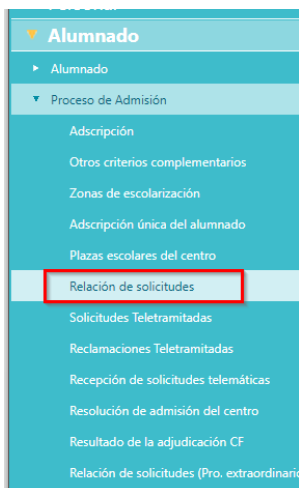 Alumnado
Alumnado
Proceso de Admisión
Adscripción
Otros criterios complementarios
Zonas de escolarización
Adscripción única del alumnado
Plazas escolares del centro
Relación de solicitudes
Solicitudes Teletramitadas
Reclamaciones Teletramitadas
Recepción de solicitudes telemáticas
Resolución de admisión del centro
Resultado de la adjudicación CF
Relación de solicitudes (Pro. extraordinario